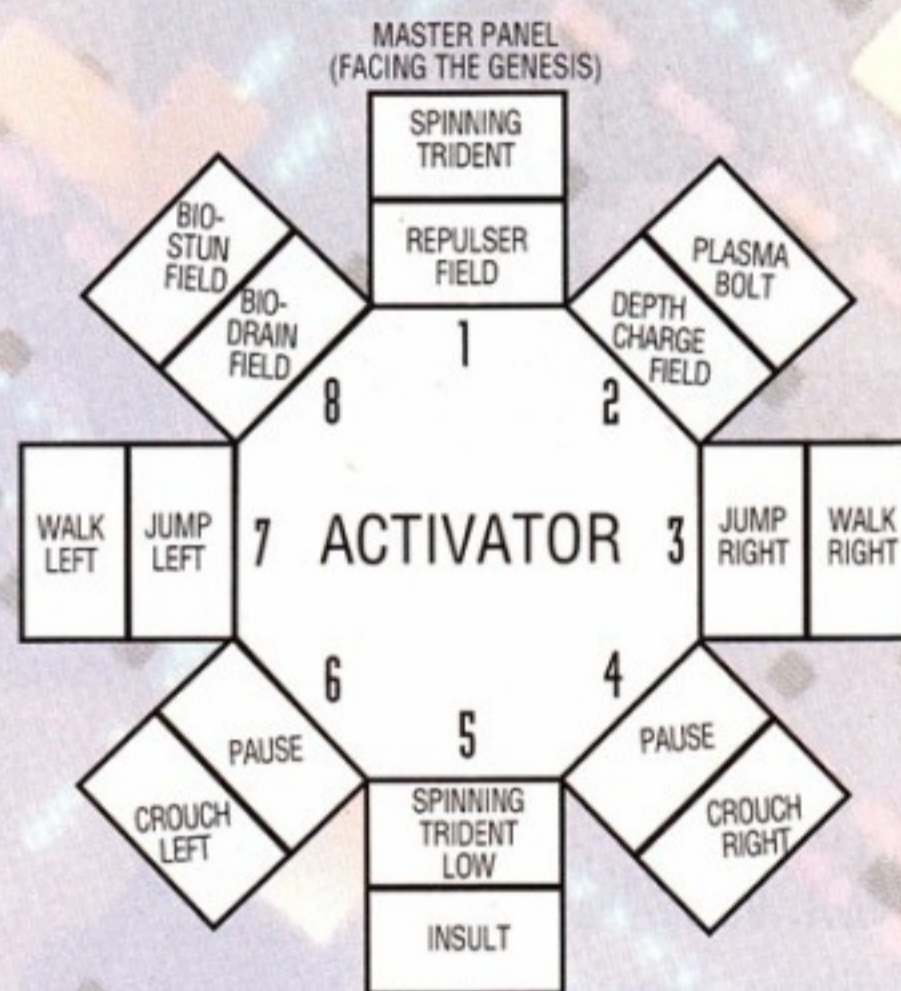 MASTER PANEL
(FACING THE GENESIS)
SPINNING
TRIDENT
REPULSER
FIELD
1
PLASMA
BOLT
DEPTH
CHARGE
FIELD
2
JUMP
RIGHT
WALK
RIGHT
3
PAUSE
CROUCH
RIGHT
4
SPINNING
TRIDENT
LOW
INSULT
5
PAUSE
CROUCH
LEFT
6
WALK
LEFT
JUMP
LEFT
7
BIO-
STUN
FIELD
BIO-
DRAIN
FIELD
8
ACTIVATOR